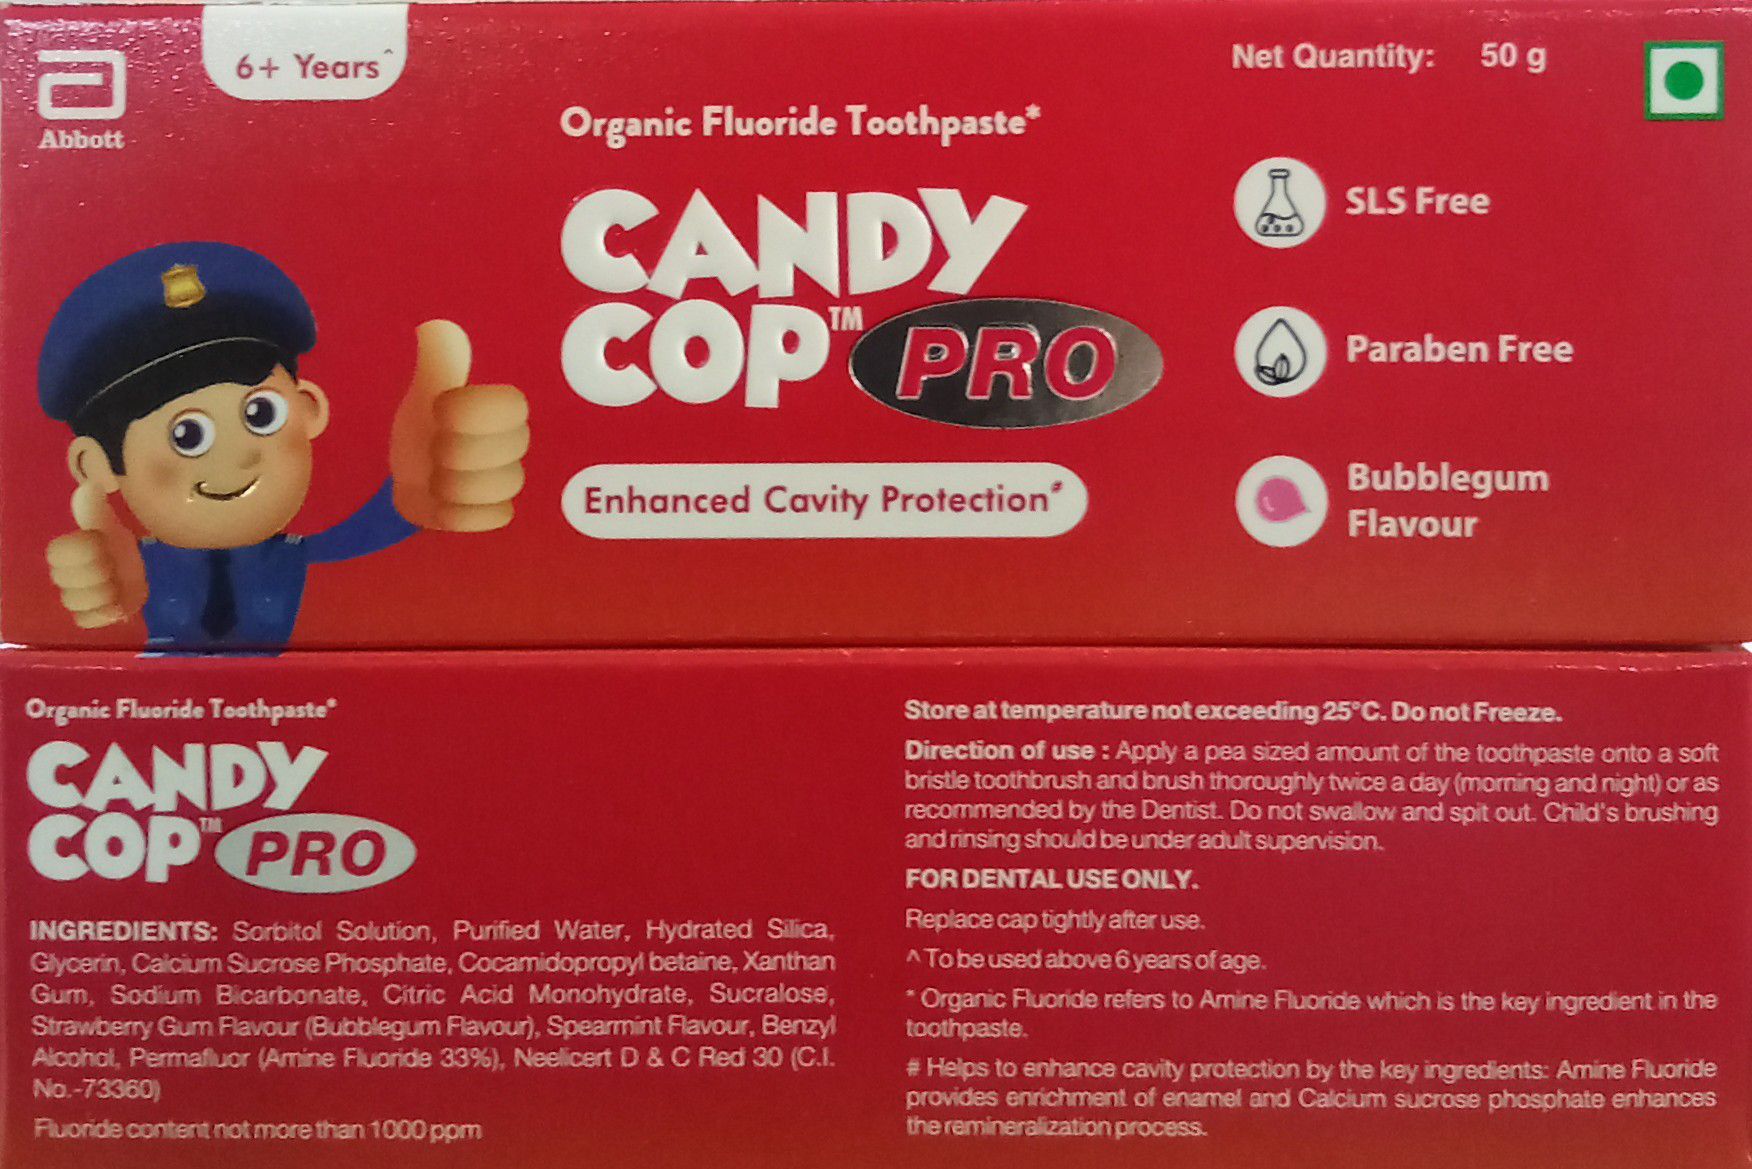 Abbott
6+ Years^
Net Quantity: 50 g
Organic Fluoride Toothpaste*
CANDY
COP™ PRO
Enhanced Cavity Protection#
SLS Free
Paraben Free
Bubblegum
Flavour
Organic Fluoride Toothpaste*
CANDY
COP™ PRO
INGREDIENTS: Sorbitol Solution, Purified Water, Hydrated Silica,
Glycerin, Calcium Sucrose Phosphate, Cocamidopropyl betaine, Xanthan
Gum, Sodium Bicarbonate, Citric Acid Monohydrate, Sucralose,
Strawberry Gum Flavour (Bubblegum Flavour), Spearmint Flavour, Benzyl
Alcohol, Permafluor (Amine Fluoride 33%), Neelicert D & C Red 30 (C.I.
No.-73360)
Fluoride content not more than 1000 ppm
Store at temperature not exceeding 25°C. Do not Freeze.
Direction of use : Apply a pea sized amount of the toothpaste onto a soft
bristle toothbrush and brush thoroughly twice a day (morning and night) or as
recommended by the Dentist. Do not swallow and spit out. Child's brushing
and rinsing should be under adult supervision.
FOR DENTAL USE ONLY.
Replace cap tightly after use.
^ To be used above 6 years of age.
* Organic Fluoride refers to Amine Fluoride which is the key ingredient in the
toothpaste.
# Helps to enhance cavity protection by the key ingredients: Amine Fluoride
provides enrichment of enamel and Calcium sucrose phosphate enhances
the remineralization process.